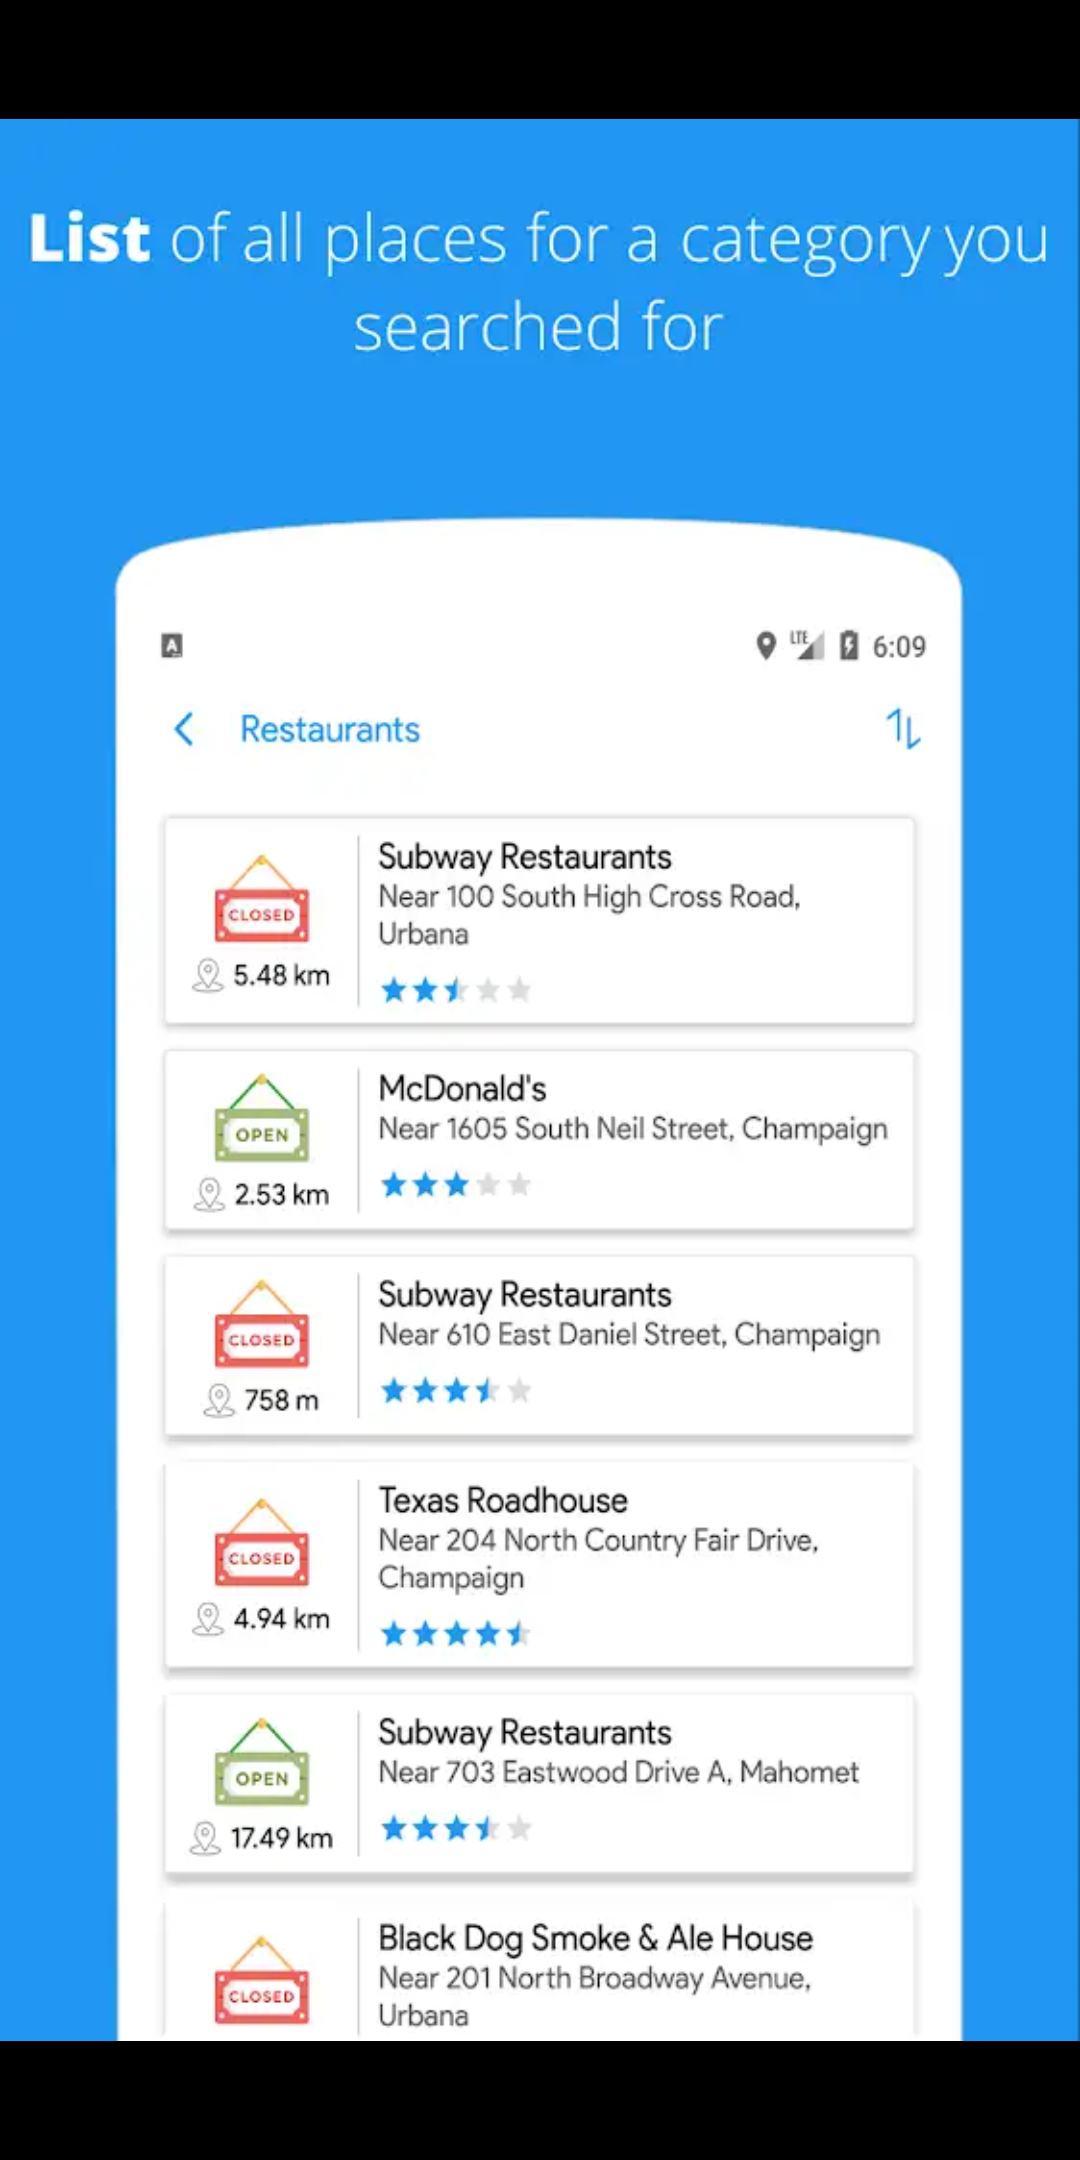 List of all places for a category you
searched for
A
LTE
6:09
Restaurants
Subway Restaurants
Near 100 South High Cross Road,
Urbana
CLOSED
5.48 km
McDonald's
Near 1605 South Neil Street, Champaign
OPEN
2.53 km
Subway Restaurants
Near 610 East Daniel Street, Champaign
CLOSED
758 m
Texas Roadhouse
Near 204 North Country Fair Drive,
Champaign
CLOSED
4.94 km
Subway Restaurants
Near 703 Eastwood Drive A, Mahomet
OPEN
17.49 km
Black Dog Smoke & Ale House
Near 201 North Broadway Avenue,
Urbana
CLOSED